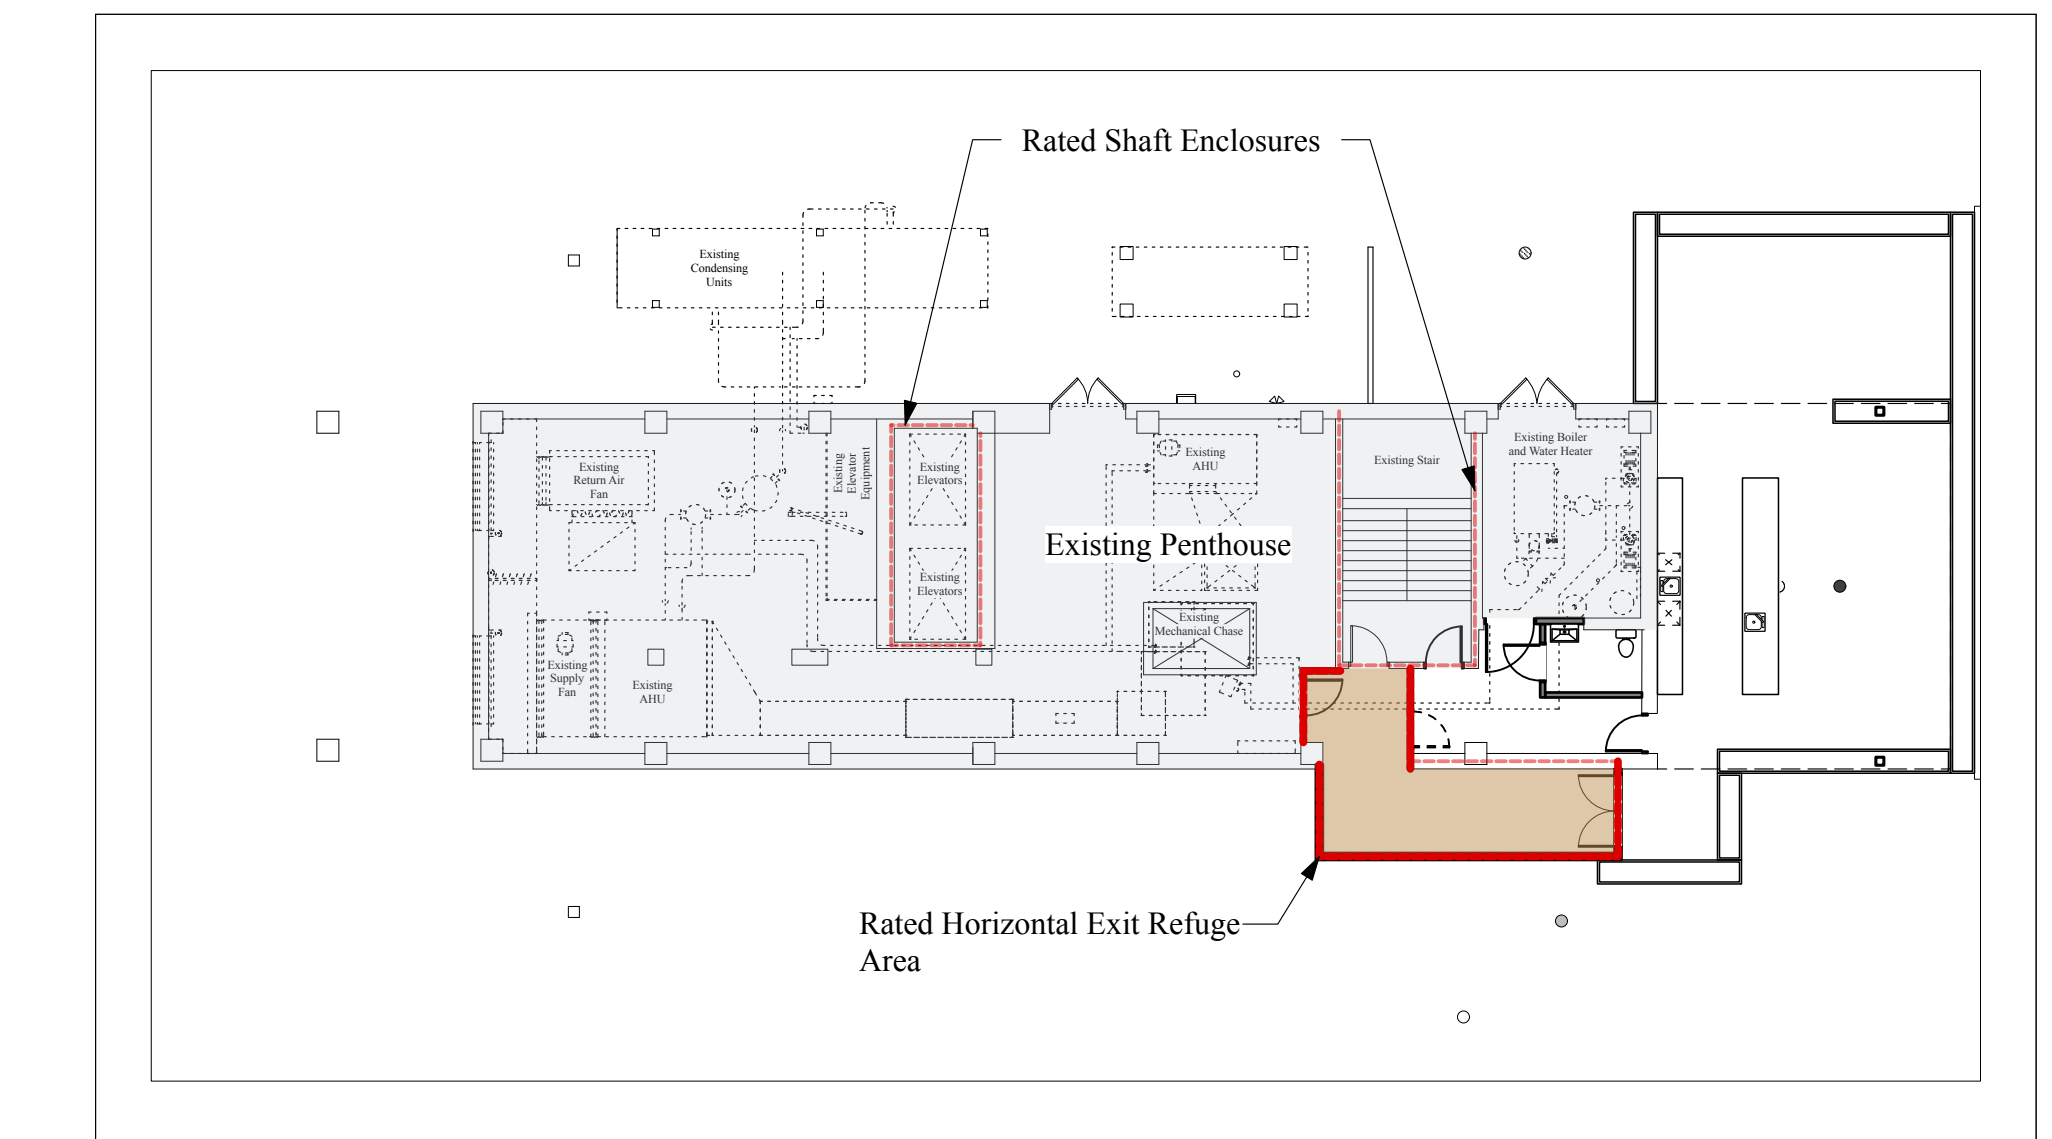 Rated Shaft Enclosures
Existing
Condensing
Units
Existing
Return Air
Fan
Existing
Elevator
Equipment
Existing
Elevators
Existing
AHU
Existing Stair
Existing Boiler
and Water Heater
Existing Penthouse
Existing
Elevators
Existing
Mechanical Chase
Existing
Supply
Fan
Existing
AHU
Rated Horizontal Exit Refuge
Area